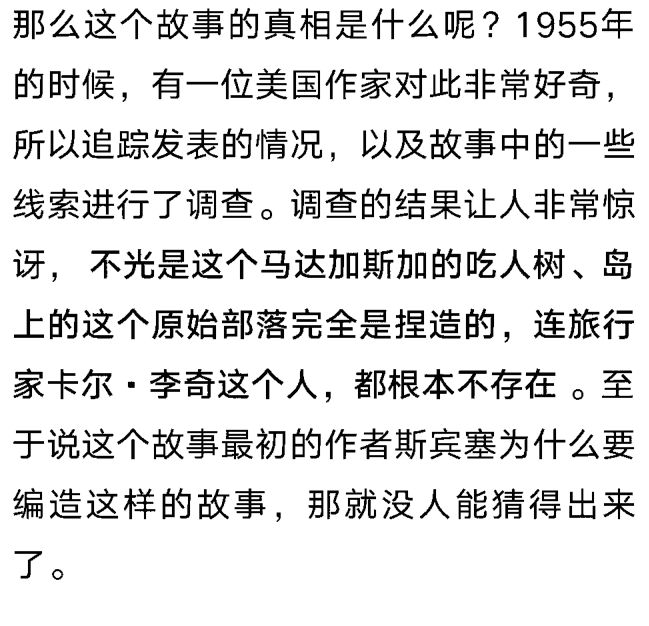 那么这个故事的真相是什么呢？1955年
的时候，有一位美国作家对此非常好奇，
所以追踪发表的情况，以及故事中的一些
线索进行了调查。调查的结果让人非常惊
讶， 不光是这个马达加斯加的吃人树、岛
上的这个原始部落完全是捏造的，连旅行
家卡尔·李奇这个人，都根本不存在 。至
于说这个故事最初的作者斯宾塞为什么要
编造这样的故事，那就没人能猜得出来
了。